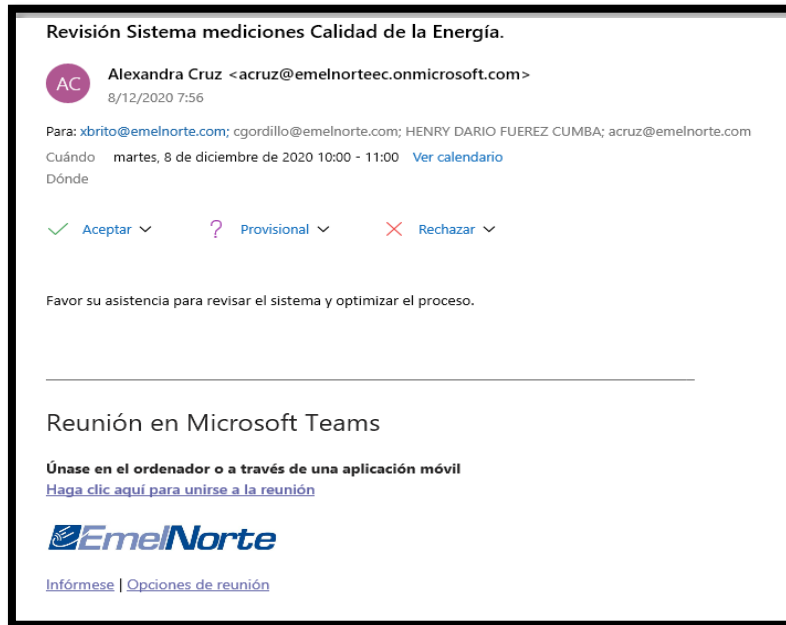 Revisión Sistema mediciones Calidad de la Energía.
AC
Alexandra Cruz <acruz@emelnorteec.onmicrosoft.com>
8/12/2020 7:56
Para: xbrito@emelnorte.com; cgordillo@emelnorte.com; HENRY DARIO FUEREZ CUMBA; acruz@emelnorte.com
Cuándo martes, 8 de diciembre de 2020 10:00 - 11:00 Ver calendario
Dónde
Aceptar ? Provisional Rechazar
Favor su asistencia para revisar el sistema y optimizar el proceso.
Reunión en Microsoft Teams
Únase en el ordenador o a través de una aplicación móvil
Haga clic aquí para unirse a la reunión
EmelNorte
Infórmese | Opciones de reunión